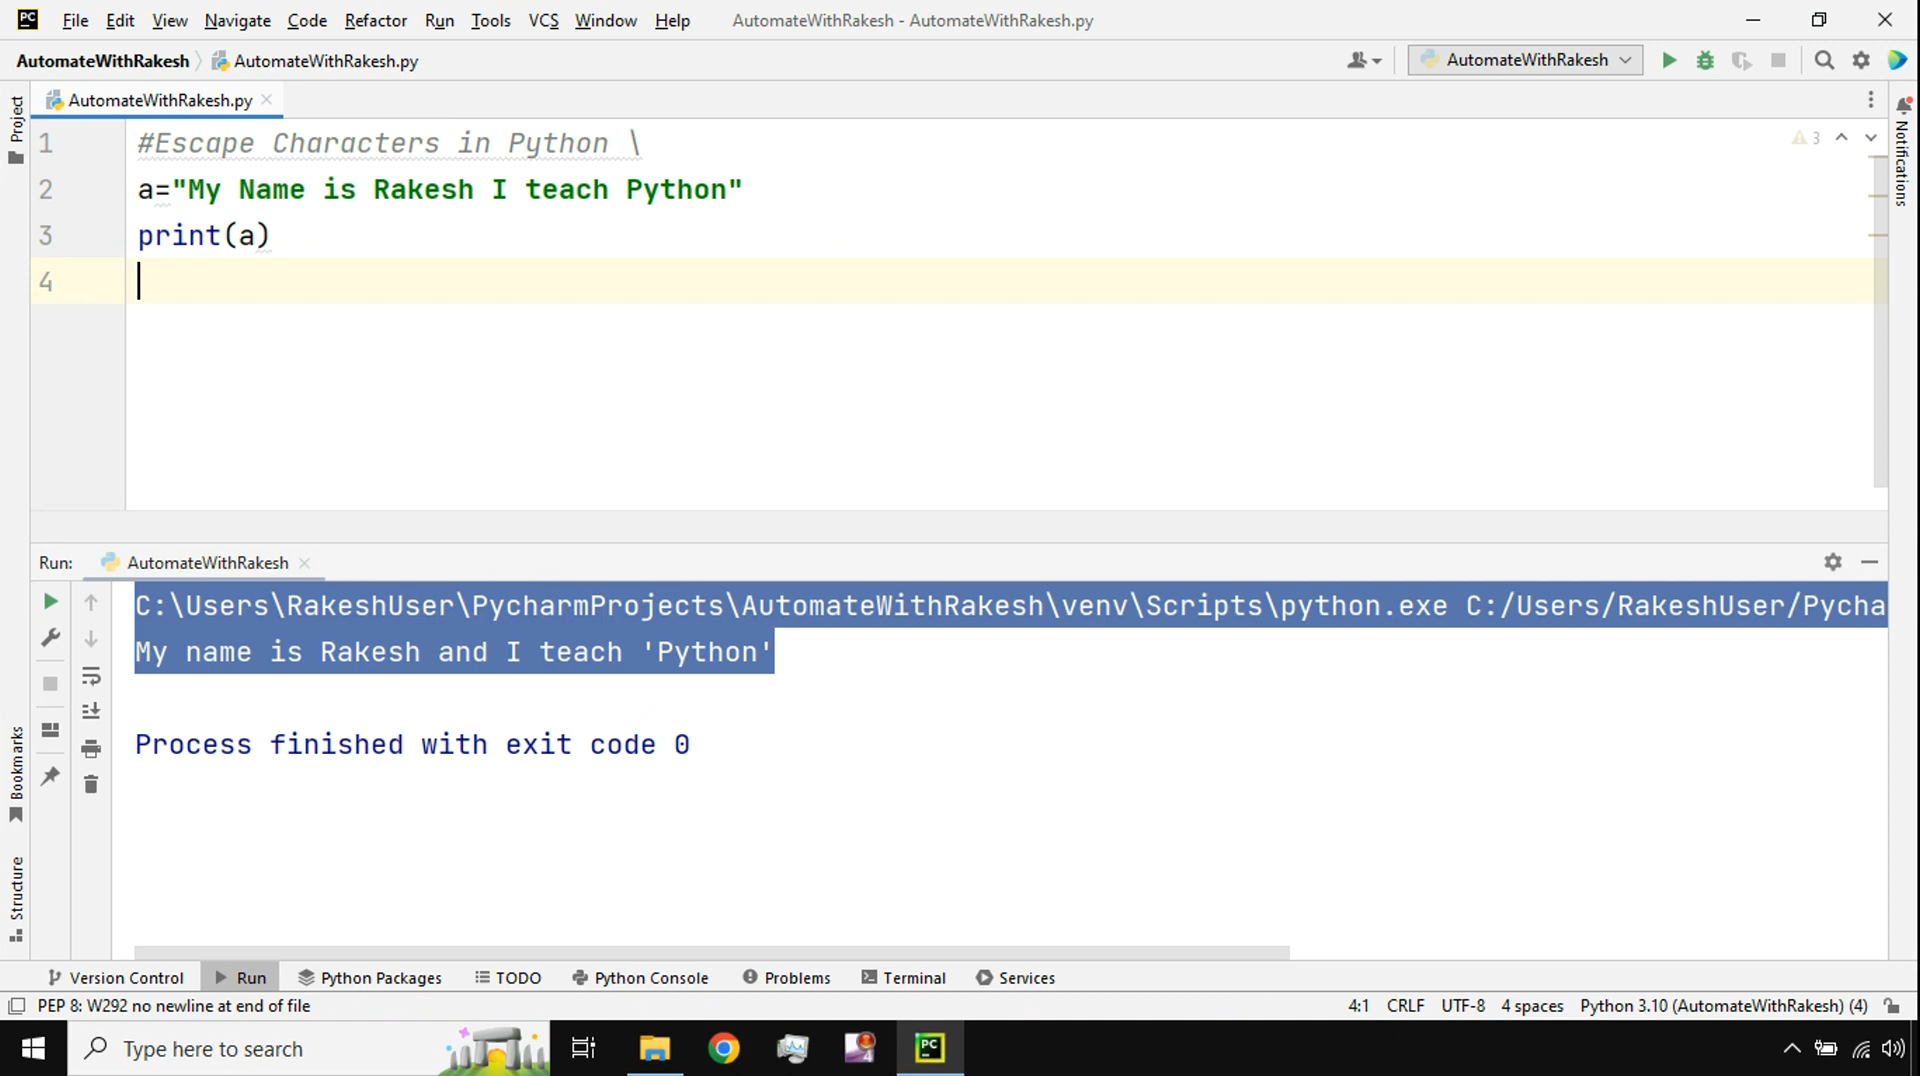 PC File Edit View Navigate Code Refactor Run Tools VCS Window Help AutomateWithRakesh - AutomateWithRakesh.py
AutomateWithRakesh AutomateWithRakesh.py AutomateWithRakesh
Project
AutomateWithRakesh.py
Notifications
1 #Escape Characters in Python \
3
2 a="My Name is Rakesh I teach Python"
3 print(a)
4
Run: AutomateWithRakesh
C:\Users\RakeshUser\PycharmProjects\AutomateWithRakesh\venv\Scripts\python.exe C:/Users/RakeshUser/Pycha
My name is Rakesh and I teach 'Python'
Process finished with exit code 0
Bookmarks
Structure
Version Control Run Python Packages TODO Python Console Problems Terminal Services
PEP 8: W292 no newline at end of file 4:1 CRLF UTF-8 4 spaces Python 3.10 (AutomateWithRakesh) (4)
Type here to search 4 PC